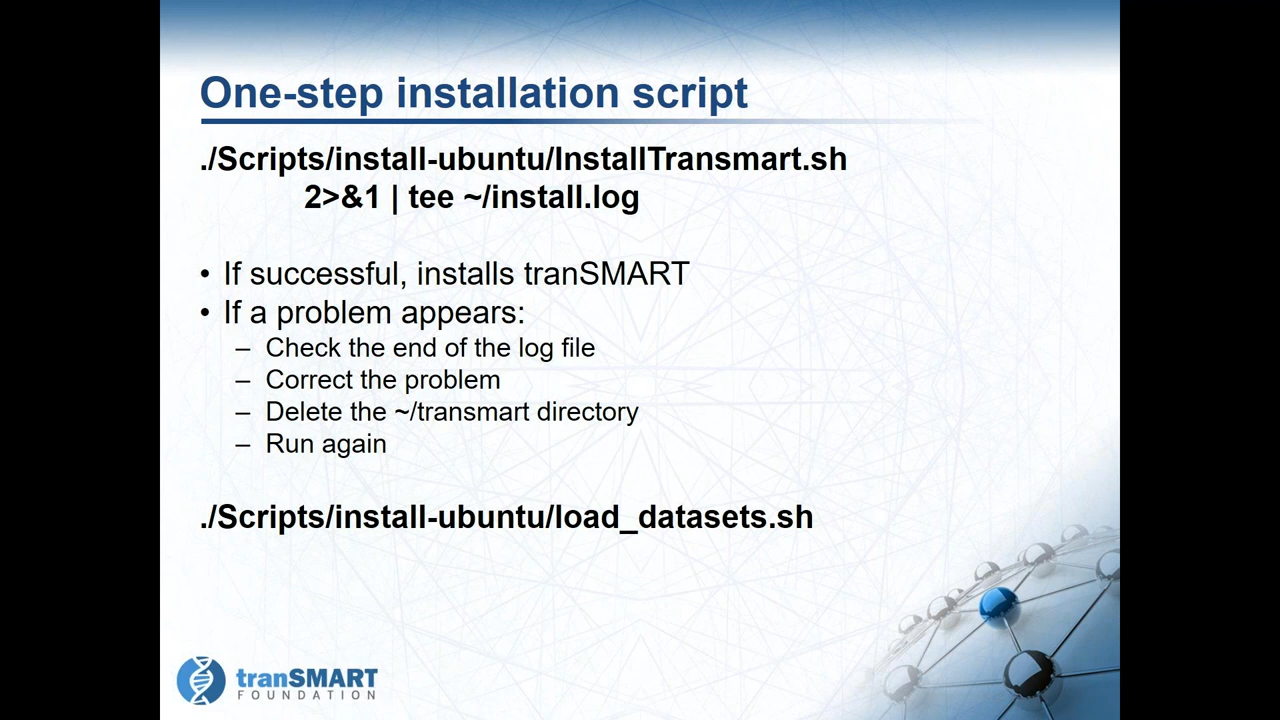 One-step installation script
./Scripts/install-ubuntu/InstallTransmart.sh
2>&1 | tee ~/install.log
• If successful, installs tranSMART
• If a problem appears:
– Check the end of the log file
– Correct the problem
– Delete the ~/transmart directory
– Run again
./Scripts/install-ubuntu/load_datasets.sh
tranSMART
FOUNDATION